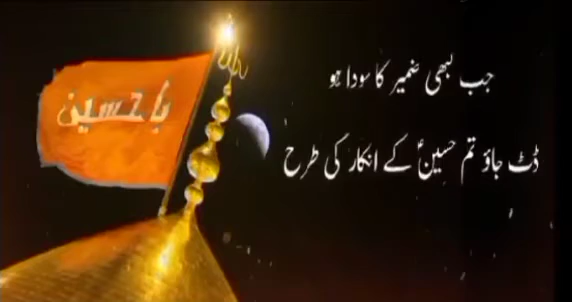 یا حسین
جب بھی ضمیر کا سودا ہو
ڈٹ جاؤ تم حسینؑ کے انکار کی طرح